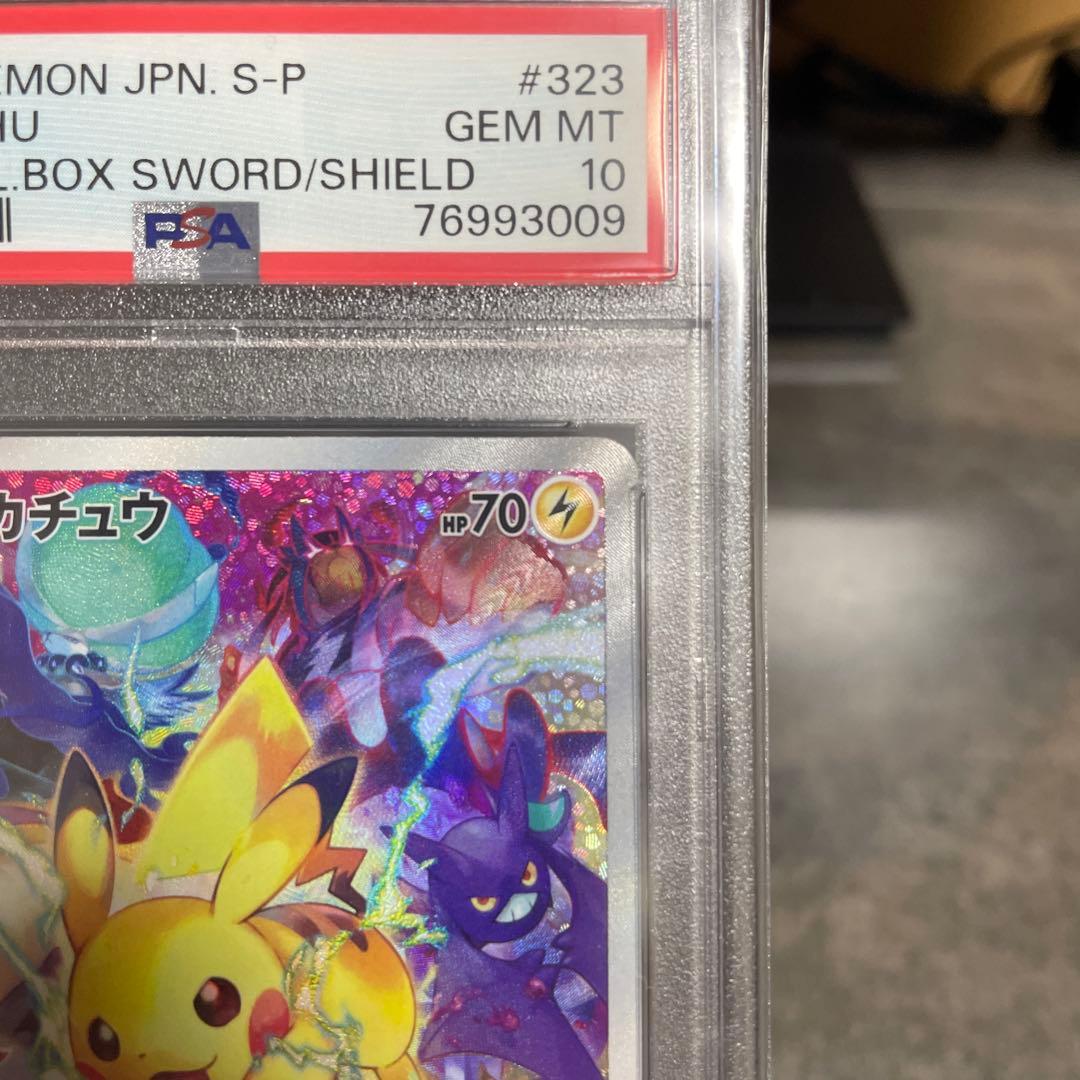 EMON JPN. S-P #323
HU GEM MT
L.BOX SWORD/SHIELD 10
PSA 76993009
カチュウ HP70